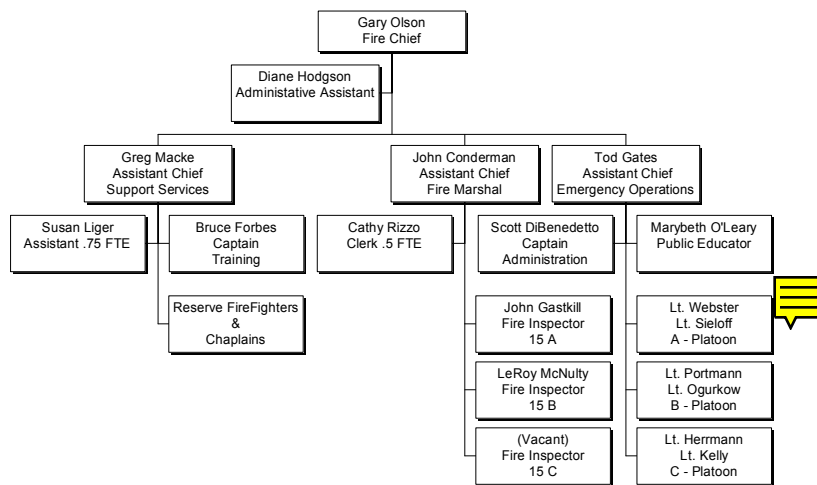 Gary Olson
Fire Chief
Diane Hodgson
Administative Assistant
Greg Macke
Assistant Chief
Support Services
John Conderman
Assistant Chief
Fire Marshal
Tod Gates
Assistant Chief
Emergency Operations
Susan Liger
Assistant .75 FTE
Bruce Forbes
Captain
Training
Cathy Rizzo
Clerk .5 FTE
Scott DiBenedetto
Captain
Administration
Marybeth O'Leary
Public Educator
Reserve FireFighters
&
Chaplains
John Gastkill
Fire Inspector
15 A
Lt. Webster
Lt. Sieloff
A - Platoon
LeRoy McNulty
Fire Inspector
15 B
Lt. Portmann
Lt. Ogurkow
B - Platoon
(Vacant)
Fire Inspector
15 C
Lt. Herrmann
Lt. Kelly
C - Platoon